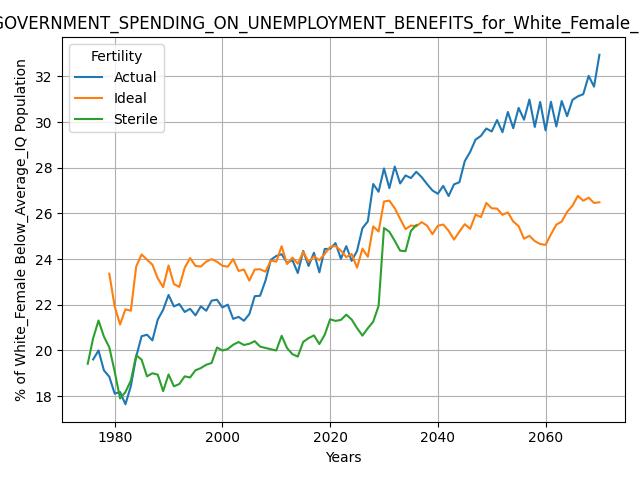 GOVERNMENT_SPENDING_ON_UNEMPLOYMENT_BENEFITS_for_White_Female_
Fertility
Actual
Ideal
Sterile
% of White_Female Below_Average_IQ Population
32
30
28
26
24
22
20
18
1980 2000 2020 2040 2060
Years